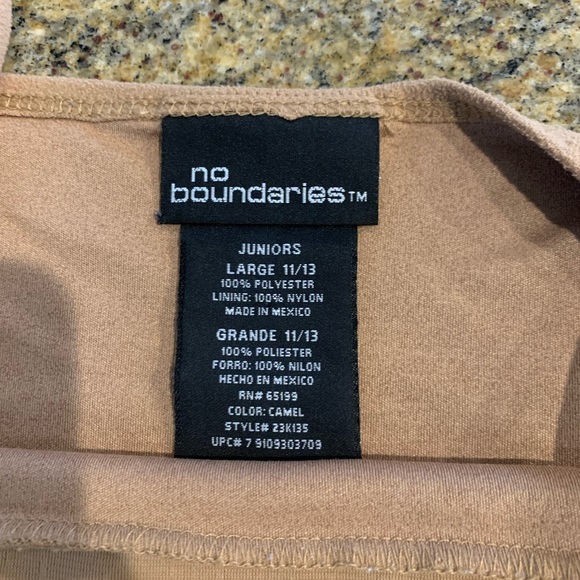 no
boundaries™
JUNIORS
LARGE 11/13
100% POLYESTER
LINING: 100% NYLON
MADE IN MEXICO
GRANDE 11/13
100% POLIESTER
FORRO: 100% NILON
HECHO EN MEXICO
RN# 65199
COLOR: CAMEL
STYLE# 23K135
UPC# 7 9109303709